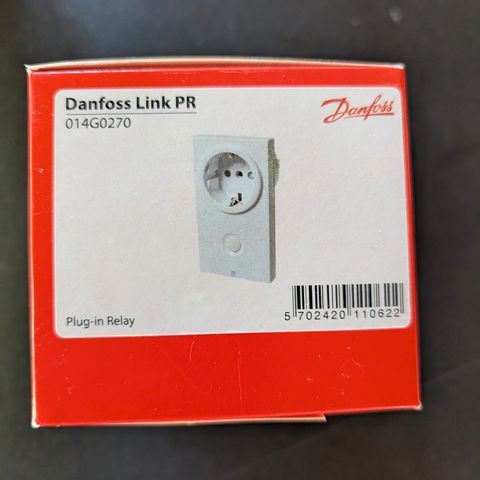 Danfoss Link PR
014G0270
Danfoss
Plug-in Relay
5 702420 110622